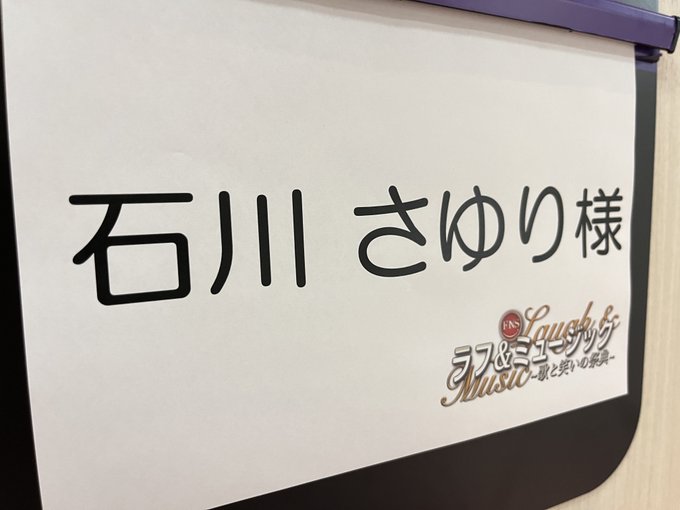 石川 さゆり様
FNS
Laugh &
ラフ&ミュージック
Music
~歌と笑いの祭典~